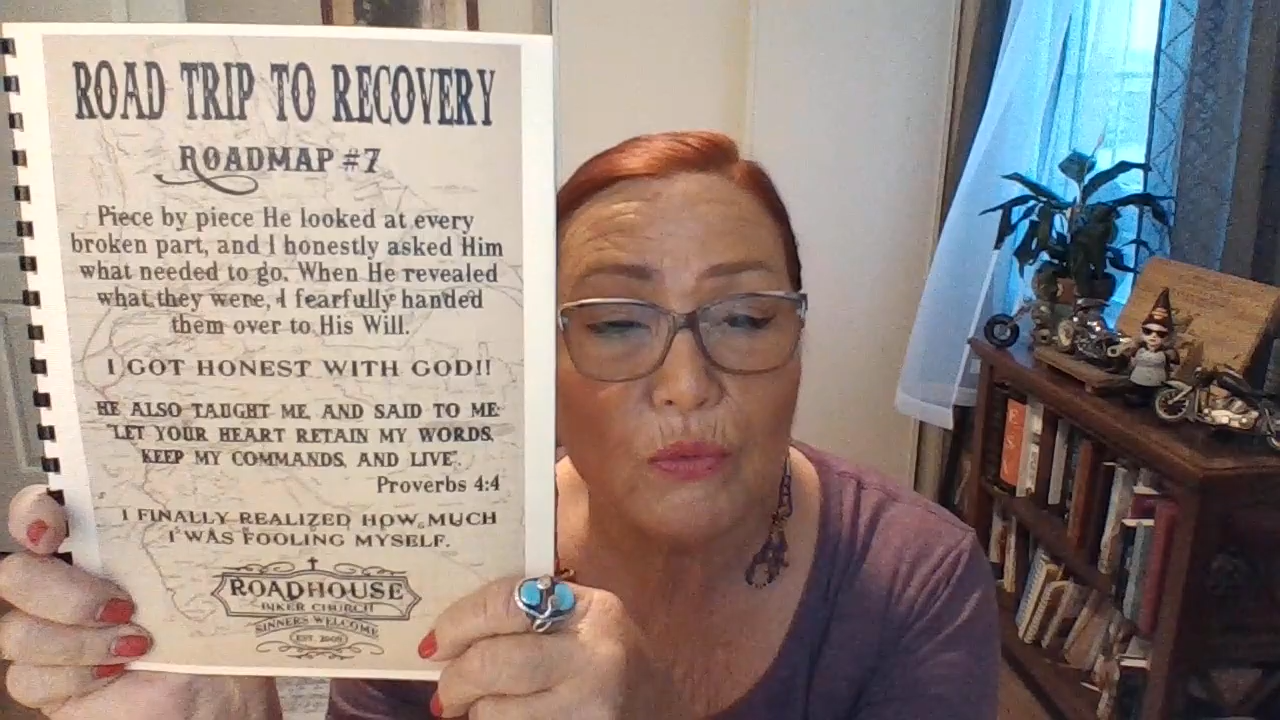 ROAD TRIP TO RECOVERY
ROADMAP #7
Piece by piece He looked at every
broken part, and I honestly asked Him
what needed to go. When He revealed
what they were, I fearfully handed
them over to His Will.
I GOT HONEST WITH GOD!!
HE ALSO TAUGHT ME, AND SAID TO ME:
"LET YOUR HEART RETAIN MY WORDS,
KEEP MY COMMANDS, AND LIVE".
Proverbs 4:4
I FINALLY REALIZED HOW MUCH
I WAS FOOLING MYSELF.
ROADHOUSE
BIKER CHURCH
SINNERS WELCOME
EST. 2009
ESV